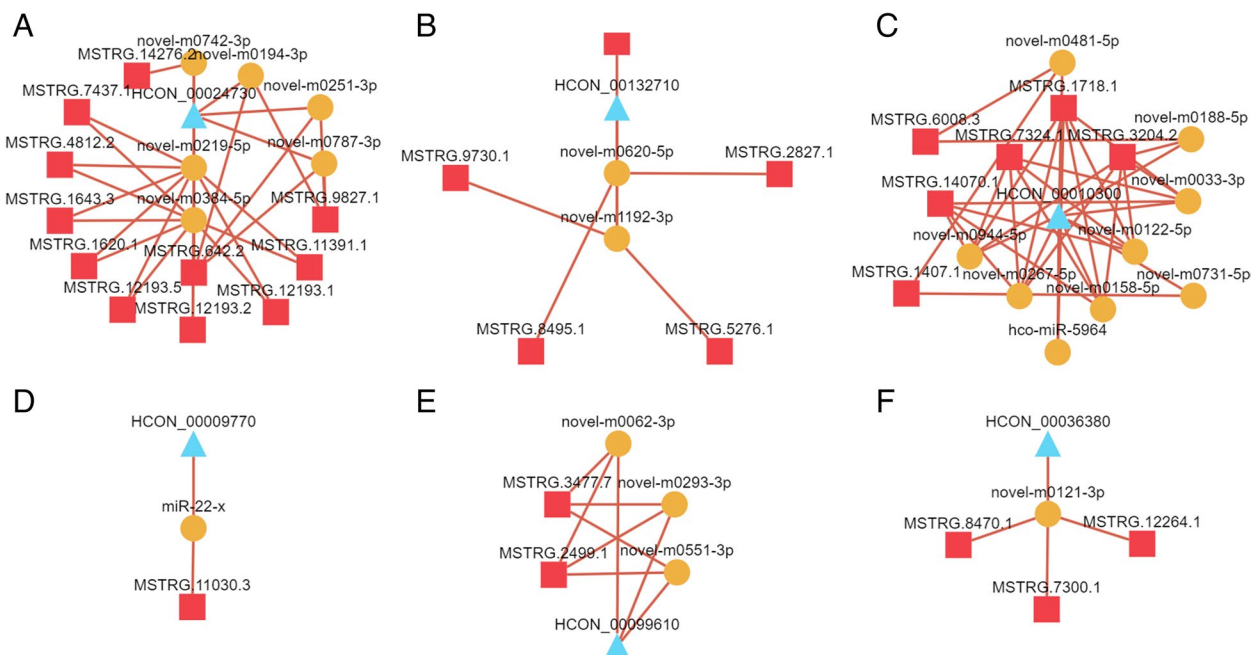 A
novel-m0742-3p
MSTRG.14276.2
novel-m0194-3p
novel-m0251-3p
MSTRG.7437.1
HCON_00024730
MSTRG.4812.2
novel-m0219-5p
novel-m0787-3p
MSTRG.1643.3
novel-m0384-5p
MSTRG.9827.1
MSTRG.1620.1
MSTRG.642.2
MSTRG.11391.1
MSTRG.12193.5
MSTRG.12193.1
MSTRG.12193.2
B
HCON_00132710
novel-m0620-5p
MSTRG.9730.1
MSTRG.2827.1
novel-m1192-3p
MSTRG.8495.1
MSTRG.5276.1
C
novel-m0481-5p
MSTRG.1718.1
MSTRG.6008.3
novel-m0188-5p
MSTRG.7324.1
MSTRG.3204.2
MSTRG.14070.1
novel-m0033-3p
HCON_00010300
novel-m0944-5p
novel-m0122-5p
MSTRG.1407.1
novel-m0267-5p
novel-m0731-5p
novel-m0158-5p
hco-miR-5964
D
HCON_00009770
miR-22-x
MSTRG.11030.3
E
novel-m0062-3p
MSTRG.3477.7
novel-m0293-3p
MSTRG.2499.1
novel-m0551-3p
HCON_00099610
F
HCON_00036380
novel-m0121-3p
MSTRG.8470.1
MSTRG.12264.1
MSTRG.7300.1